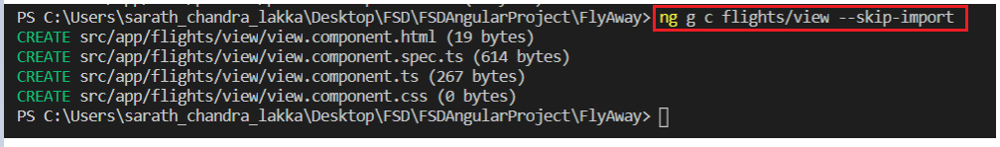 PS C:\Users\sarath_chandra_lakka\Desktop\FSD\FSDAngularProject\FlyAway> ng g c flights/view --skip-import
CREATE src/app/flights/view/view.component.html (19 bytes)
CREATE src/app/flights/view/view.component.spec.ts (614 bytes)
CREATE src/app/flights/view/view.component.ts (267 bytes)
CREATE src/app/flights/view/view.component.css (0 bytes)
PS C:\Users\sarath_chandra_lakka\Desktop\FSD\FSDAngularProject\FlyAway>